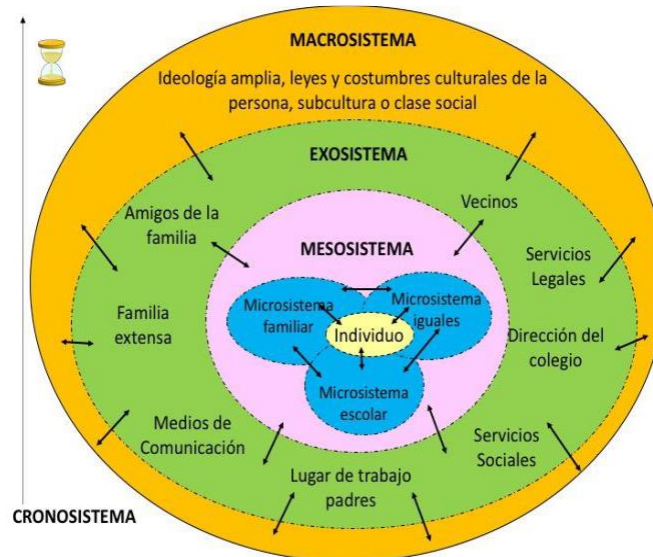 MACROSISTEMA
Ideología amplia, leyes y costumbres culturales de la
persona, subcultura o clase social
EXOSISTEMA
Amigos de la
familia
Vecinos
MESOSISTEMA
Servicios
Legales
Familia
extensa
Microsistema
familiar
Microsistema
iguales
Individuo
Dirección del
colegio
Microsistema
escolar
Medios de
Comunicación
Servicios
Sociales
Lugar de trabajo
padres
CRONOSISTEMA